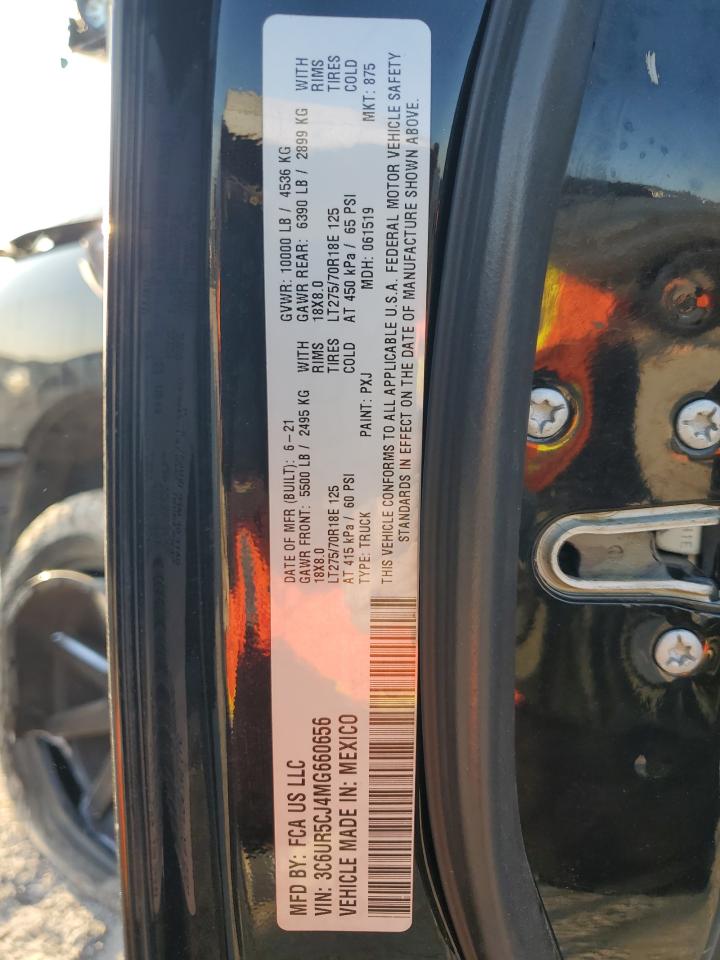 MFD BY: FCA US LLC
VIN: 3C6UR5CJ4MG660656
VEHICLE MADE IN: MEXICO
DATE OF MFR (BUILT): 6-21 GVWR: 10000 LB / 4536 KG
GAWR FRONT: 5500 LB / 2495 KG WITH GAWR REAR: 6390 LB / 2899 KG WITH
18X8.0 RIMS 18X8.0 RIMS
LT275/70R18E 125 TIRES LT275/70R18E 125 TIRES
AT 415 kPa / 60 PSI COLD AT 450 kPa / 65 PSI COLD
TYPE: TRUCK PAINT: PXJ MDH: 061519 MKT: 875
THIS VEHICLE CONFORMS TO ALL APPLICABLE U.S.A. FEDERAL MOTOR VEHICLE SAFETY
STANDARDS IN EFFECT ON THE DATE OF MANUFACTURE SHOWN ABOVE.